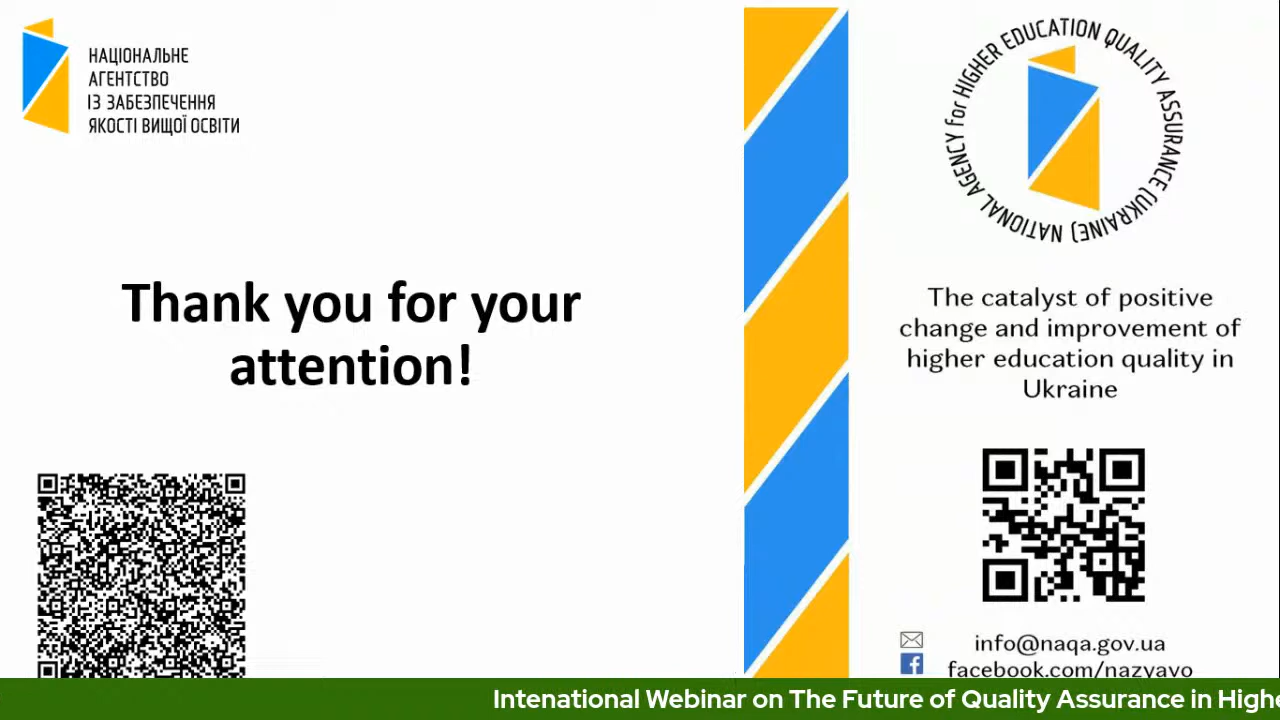 НАЦІОНАЛЬНЕ
АГЕНТСТВО
ІЗ ЗАБЕЗПЕЧЕННЯ
ЯКОСТІ ВИЩОЇ ОСВІТИ
Thank you for your
attention!
NATIONAL AGENCY for HIGHER EDUCATION QUALITY ASSURANCE (UKRAINE)
The catalyst of positive
change and improvement of
higher education quality in
Ukraine
info@naqa.gov.ua
facebook.com/nazyavo
Intenational Webinar on The Future of Quality Assurance in Highe